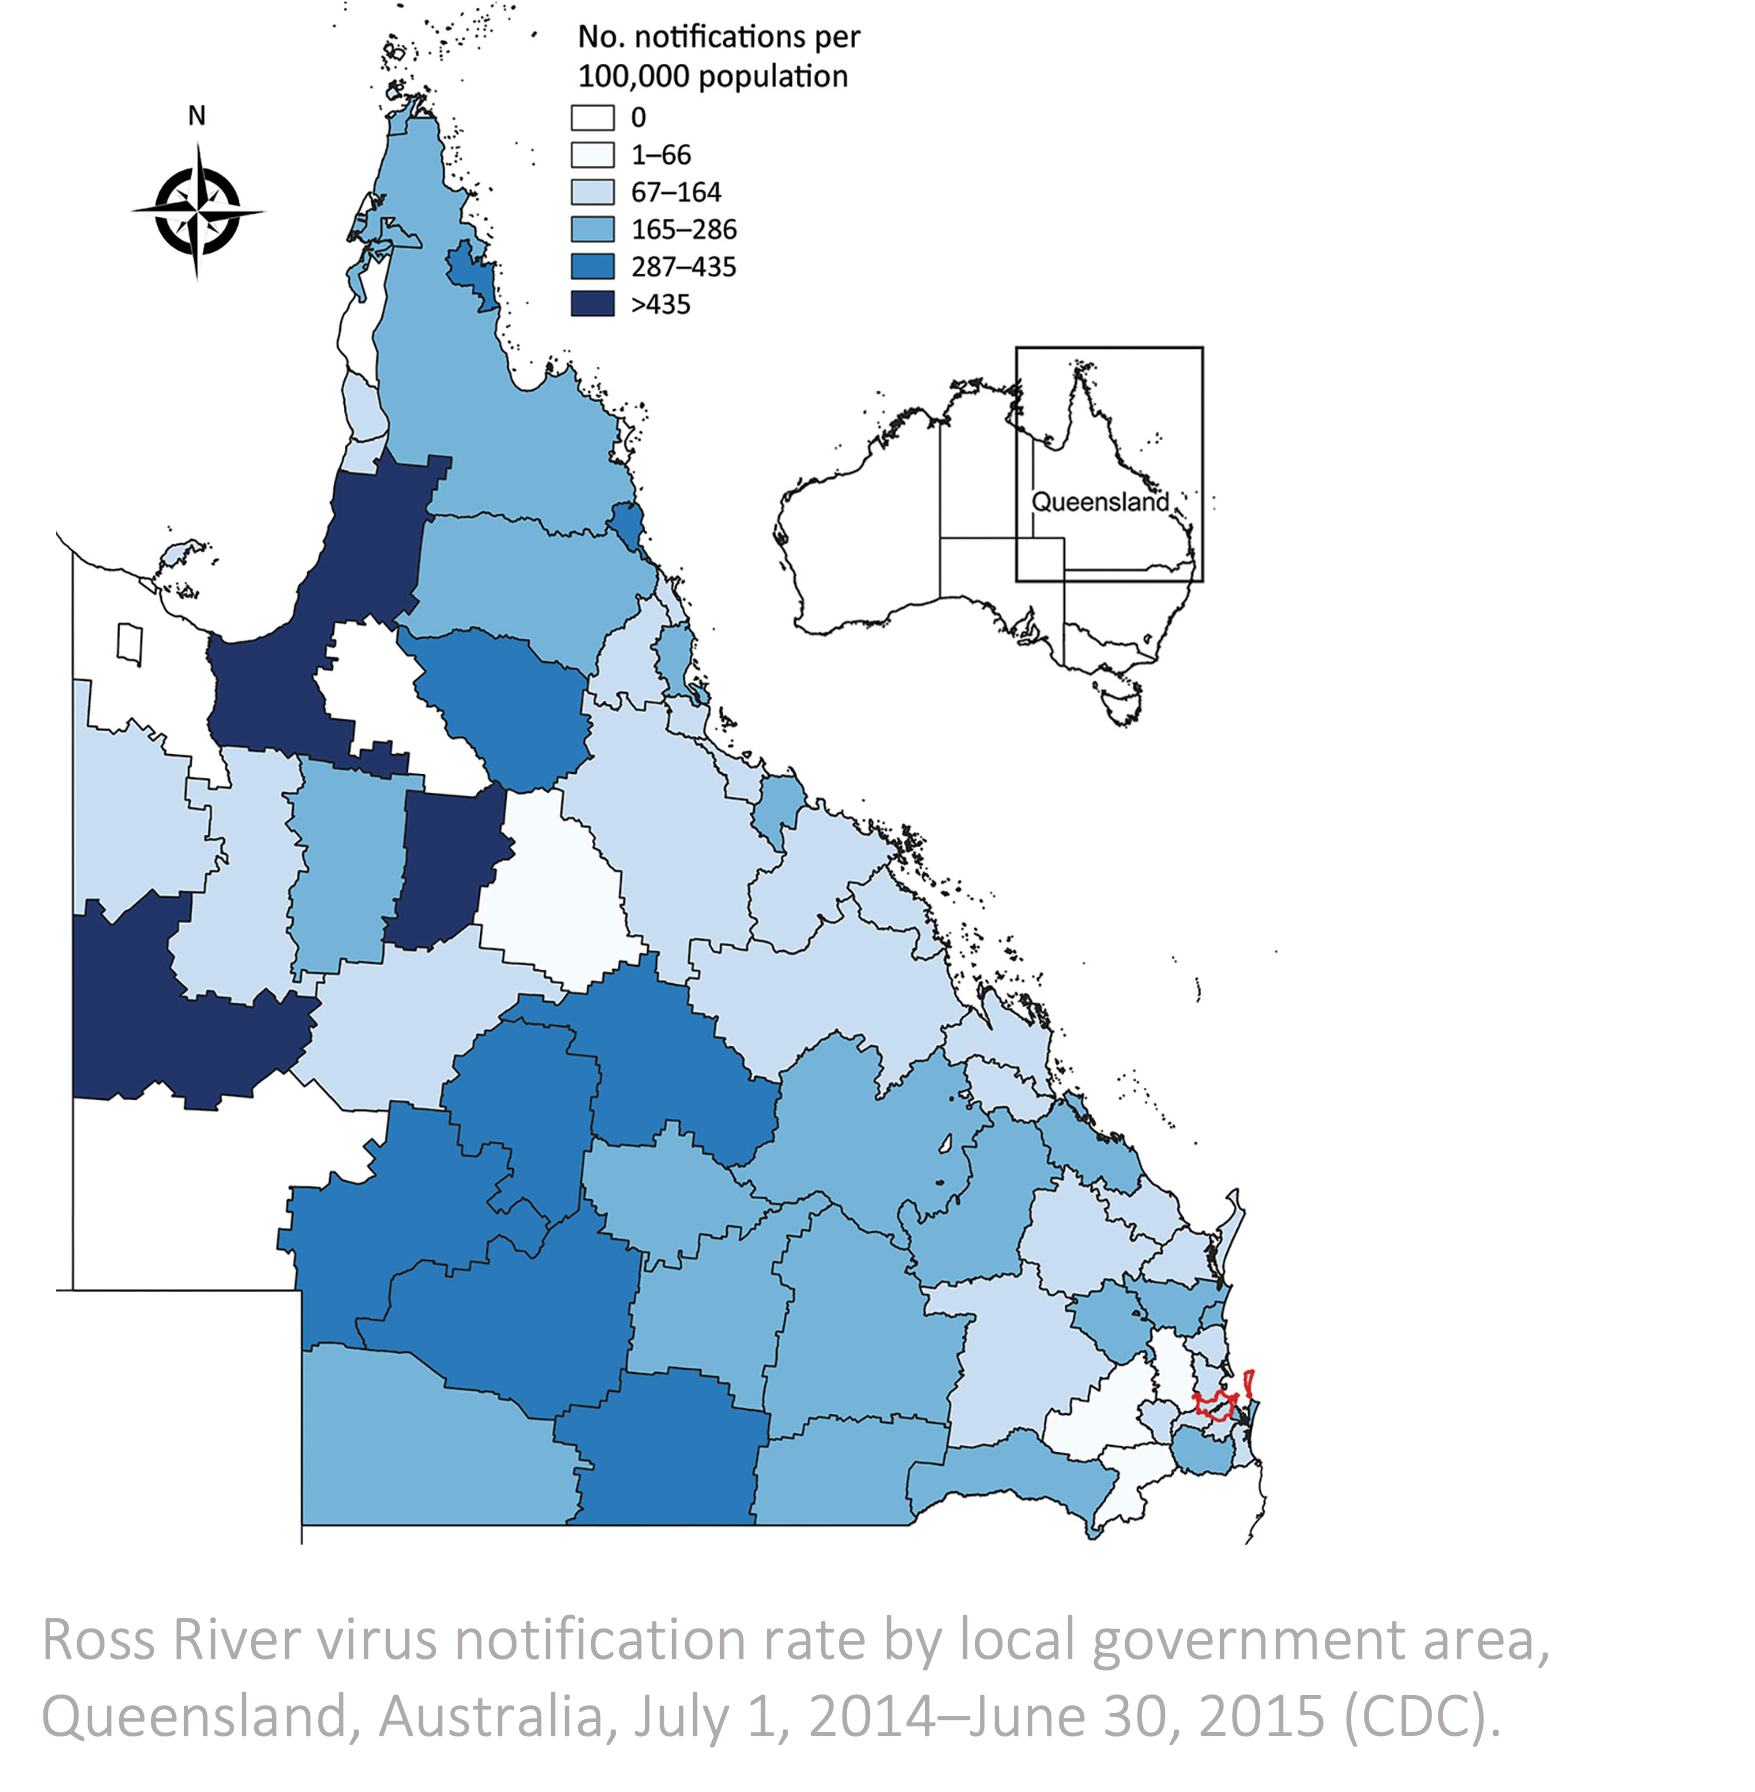 No. notifications per
100,000 population
N
0
1–66
67–164
165–286
287–435
>435
Queensland
Ross River virus notification rate by local government area,
Queensland, Australia, July 1, 2014–June 30, 2015 (CDC).